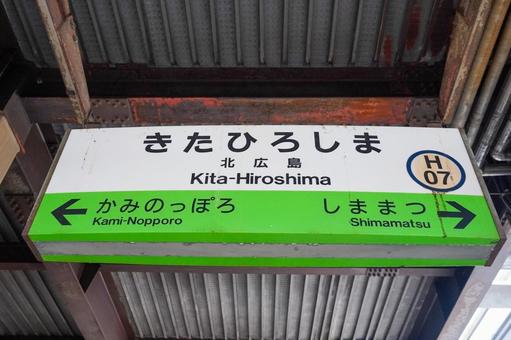 きたひろしま
北広島
Kita-Hiroshima
H
07
← かみのっぽろ
Kami-Nopporo
しままつ →
Shimamatsu